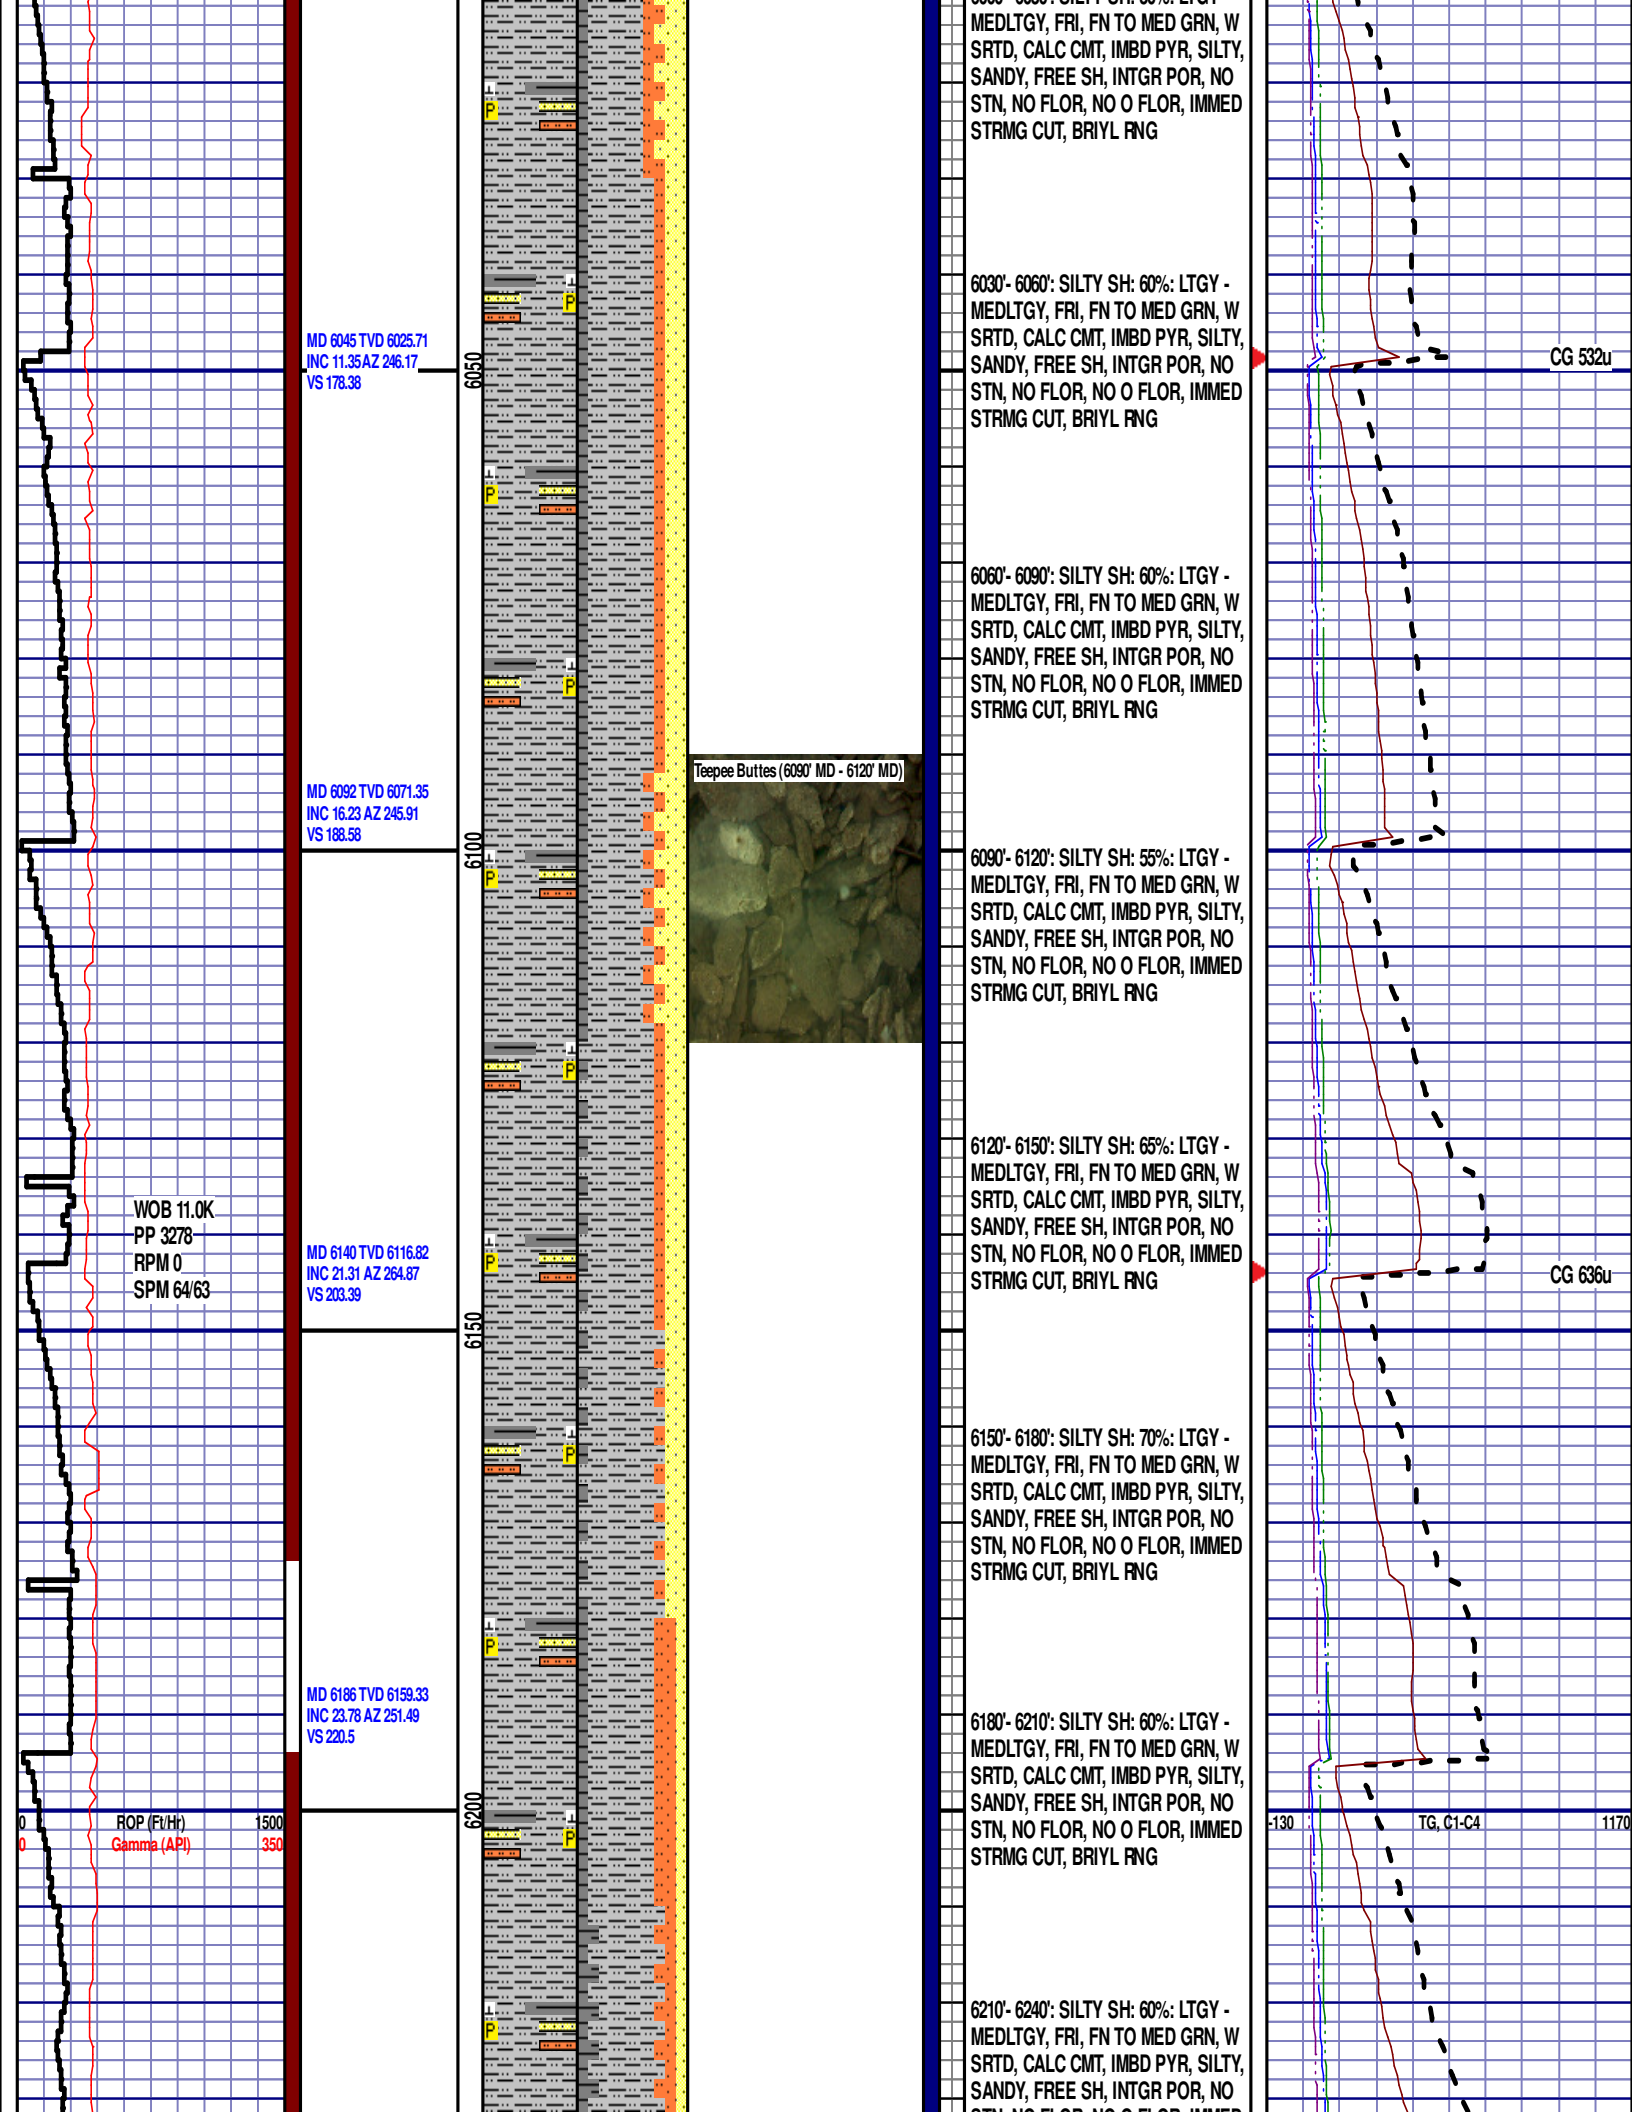 MEDLTGY, FRI, FN TO MED GRN, W
SRTD, CALC CMT, IMBD PYR, SILTY,
SANDY, FREE SH, INTGR POR, NO
STN, NO FLOR, NO O FLOR, IMMED
STRMG CUT, BRIYL RNG
P
6030'- 6060': SILTY SH: 60%: LTGY -
MEDLTGY, FRI, FN TO MED GRN, W
SRTD, CALC CMT, IMBD PYR, SILTY,
SANDY, FREE SH, INTGR POR, NO
STN, NO FLOR, NO O FLOR, IMMED
STRMG CUT, BRIYL RNG
P
MD 6045 TVD 6025.71
INC 11.35 AZ 246.17
VS 178.38
6050
CG 532u
P
6060'- 6090': SILTY SH: 60%: LTGY -
MEDLTGY, FRI, FN TO MED GRN, W
SRTD, CALC CMT, IMBD PYR, SILTY,
SANDY, FREE SH, INTGR POR, NO
STN, NO FLOR, NO O FLOR, IMMED
STRMG CUT, BRIYL RNG
P
Teepee Buttes (6090' MD - 6120' MD)
MD 6092 TVD 6071.35
INC 16.23 AZ 245.91
VS 188.58
6100
P
6090'- 6120': SILTY SH: 55%: LTGY -
MEDLTGY, FRI, FN TO MED GRN, W
SRTD, CALC CMT, IMBD PYR, SILTY,
SANDY, FREE SH, INTGR POR, NO
STN, NO FLOR, NO O FLOR, IMMED
STRMG CUT, BRIYL RNG
P
6120'- 6150': SILTY SH: 65%: LTGY -
MEDLTGY, FRI, FN TO MED GRN, W
SRTD, CALC CMT, IMBD PYR, SILTY,
SANDY, FREE SH, INTGR POR, NO
STN, NO FLOR, NO O FLOR, IMMED
STRMG CUT, BRIYL RNG
WOB 11.0K
PP 3278
RPM 0
SPM 64/63
MD 6140 TVD 6116.82
INC 21.31 AZ 264.87
VS 203.39
P
CG 636u
6150
P
6150'- 6180': SILTY SH: 70%: LTGY -
MEDLTGY, FRI, FN TO MED GRN, W
SRTD, CALC CMT, IMBD PYR, SILTY,
SANDY, FREE SH, INTGR POR, NO
STN, NO FLOR, NO O FLOR, IMMED
STRMG CUT, BRIYL RNG
P
MD 6186 TVD 6159.33
INC 23.78 AZ 251.49
VS 220.5
6180'- 6210': SILTY SH: 60%: LTGY -
MEDLTGY, FRI, FN TO MED GRN, W
SRTD, CALC CMT, IMBD PYR, SILTY,
SANDY, FREE SH, INTGR POR, NO
STN, NO FLOR, NO O FLOR, IMMED
STRMG CUT, BRIYL RNG
6200
0 ROP (Ft/Hr) 1500
0 Gamma (API) 350
P
-130 TG, C1-C4 1170
P
6210'- 6240': SILTY SH: 60%: LTGY -
MEDLTGY, FRI, FN TO MED GRN, W
SRTD, CALC CMT, IMBD PYR, SILTY,
SANDY, FREE SH, INTGR POR, NO